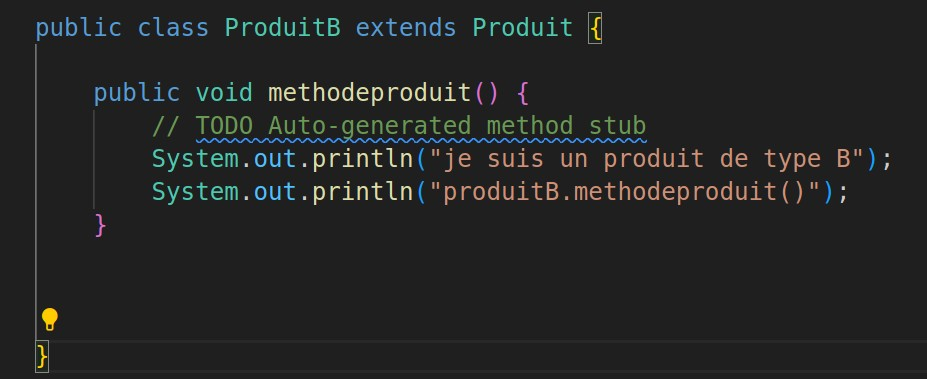 public class ProduitB extends Produit {
public void methodeproduit() {
// TODO Auto-generated method stub
System.out.println("je suis un produit de type B");
System.out.println("produitB.methodeproduit()");
}
}